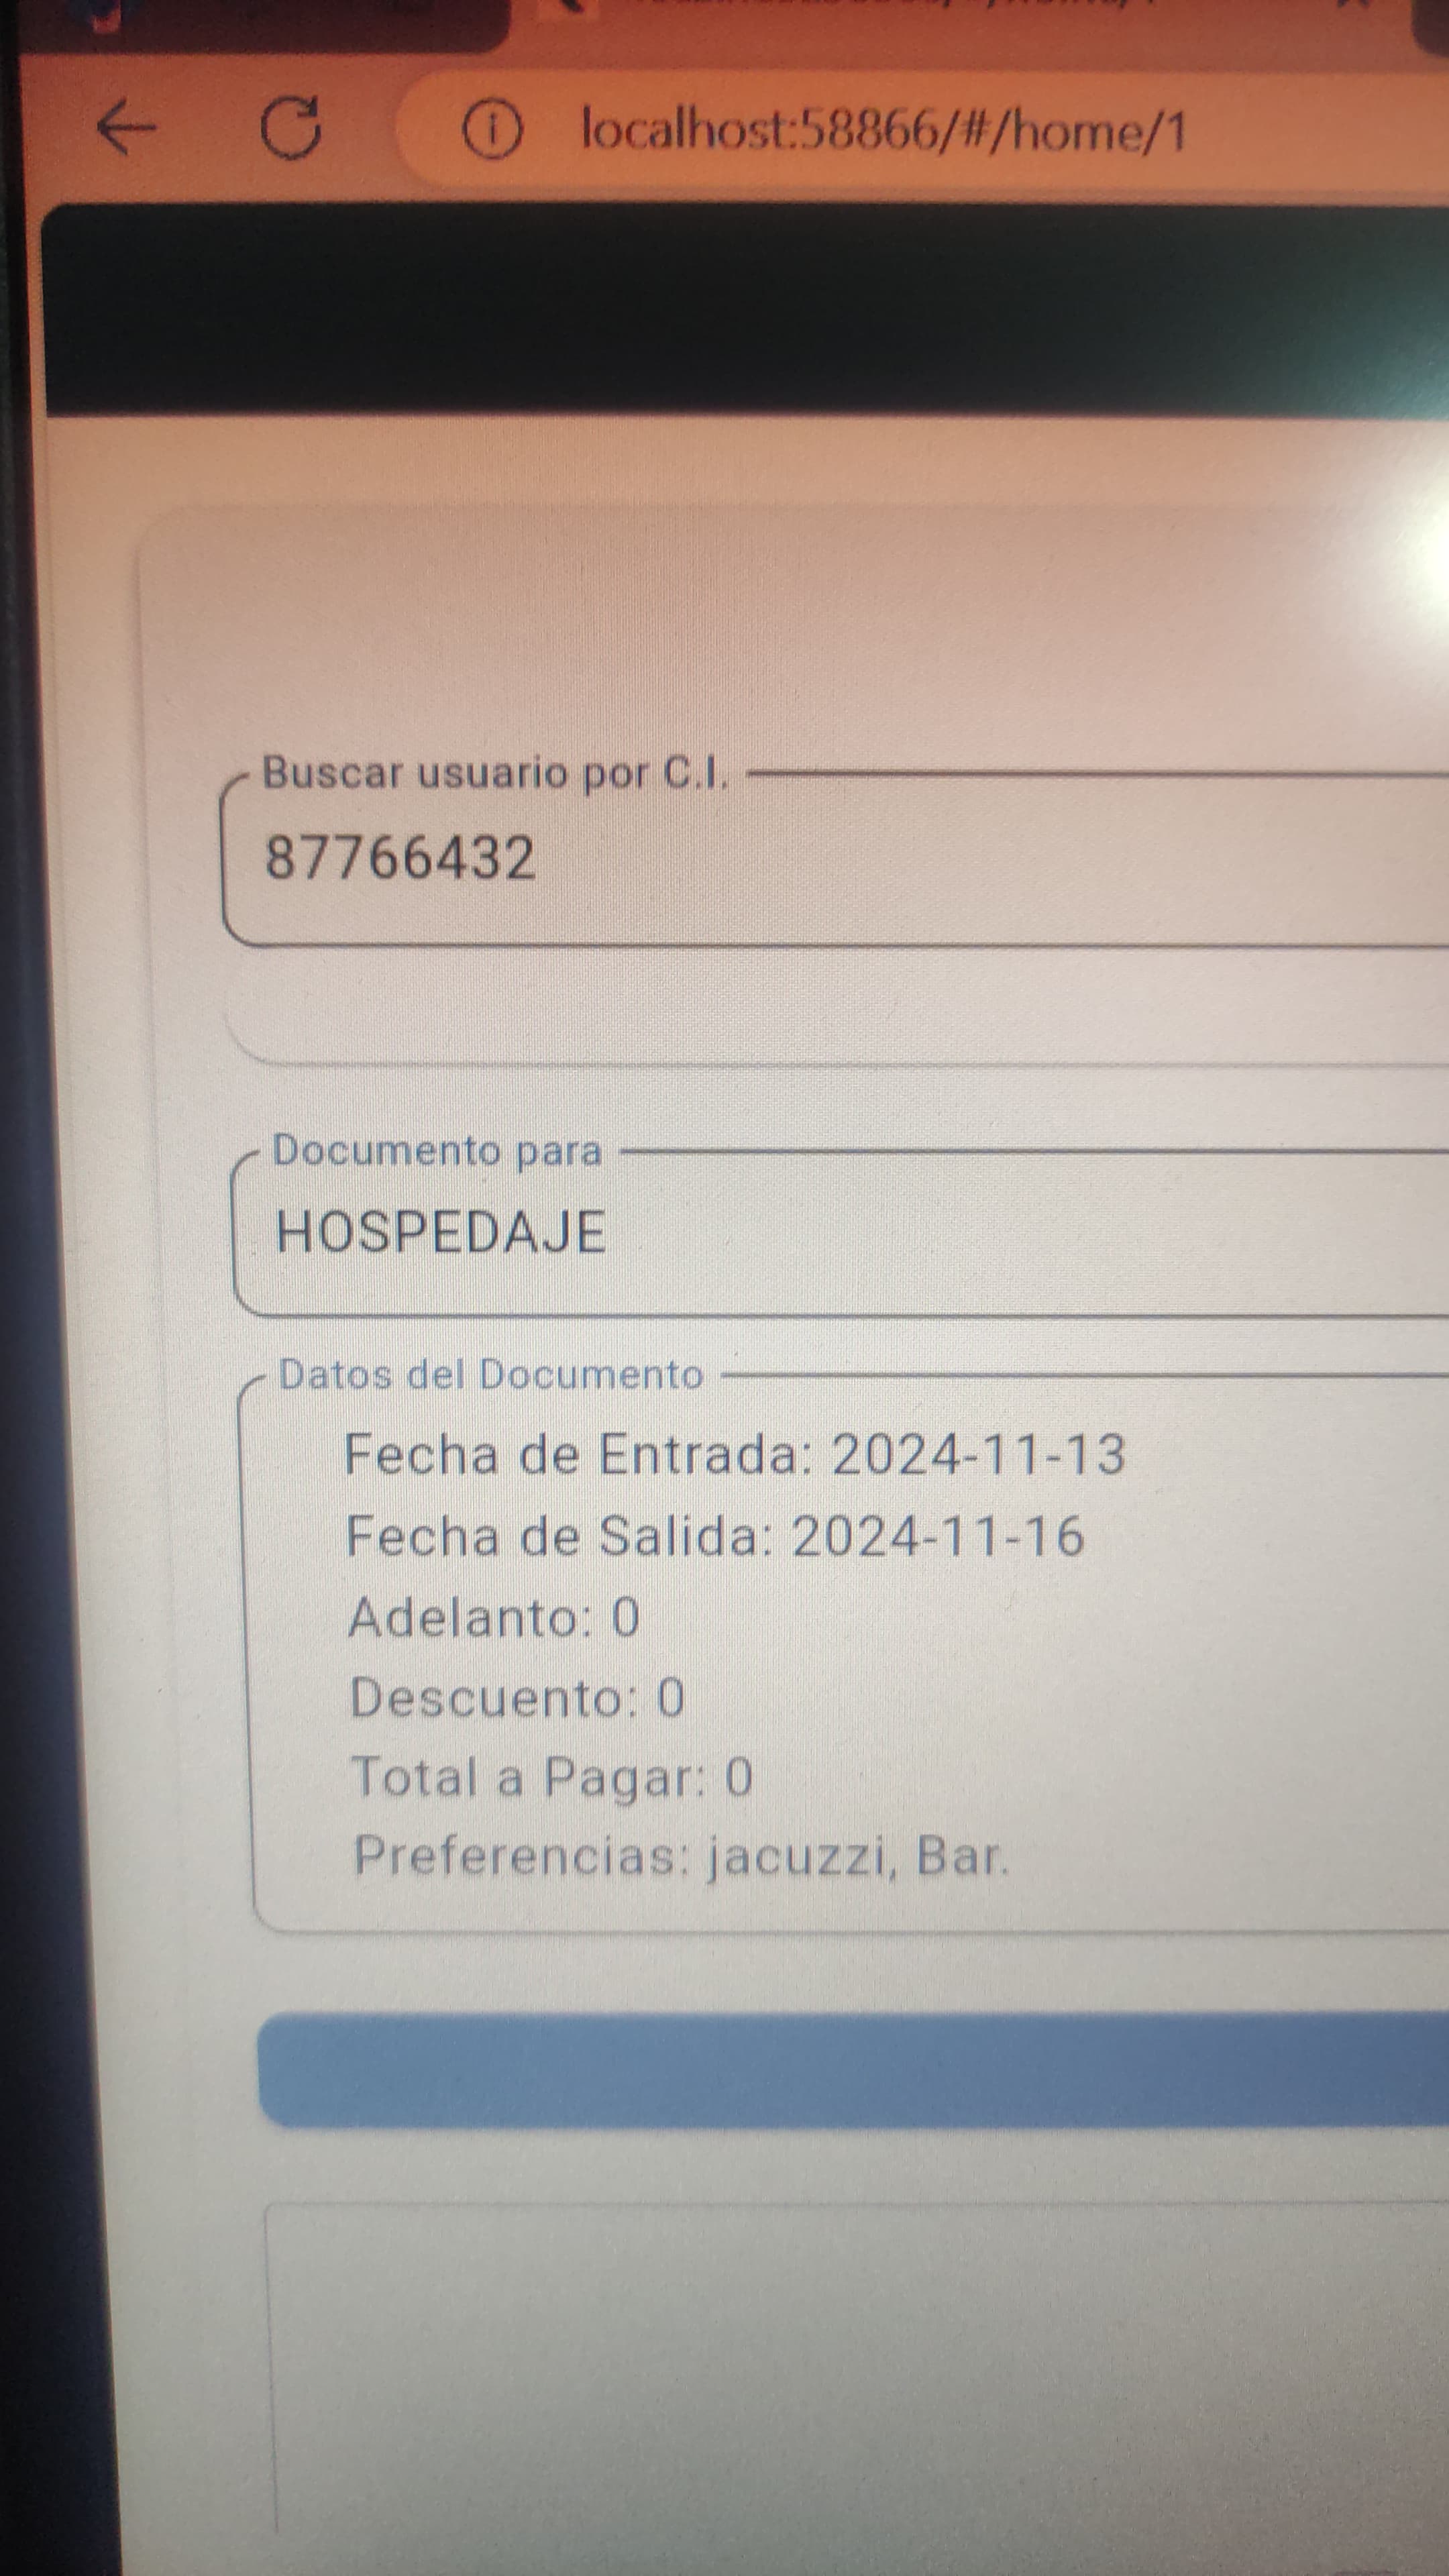 localhost:58866/#/home/1
Buscar usuario por C.I.
87766432
Documento para
HOSPEDAJE
Datos del Documento
Fecha de Entrada: 2024-11-13
Fecha de Salida: 2024-11-16
Adelanto: 0
Descuento: 0
Total a Pagar: 0
Preferencias: jacuzzi, Bar.